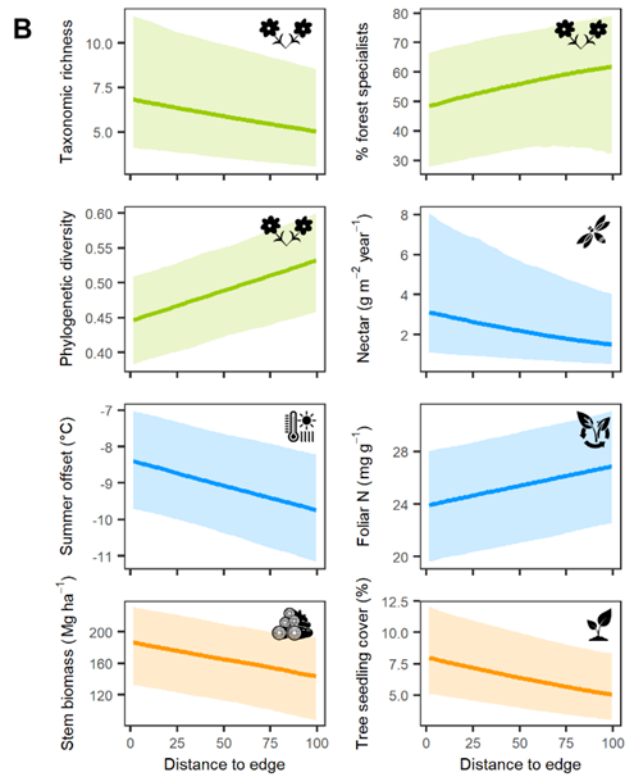 B
Taxonomic richness
10.0
7.5
5.0
% forest specialists
80
70
60
50
40
30
Phylogenetic diversity
0.60
0.55
0.50
0.45
0.40
Nectar (g m⁻² year⁻¹)
8
6
4
2
Summer offset (°C)
-7
-8
-9
-10
-11
Foliar N (mg g⁻¹)
28
24
20
Stem biomass (Mg ha⁻¹)
200
160
120
0 25 50 75 100
Distance to edge
Tree seedling cover (%)
12.5
10.0
7.5
5.0
0 25 50 75 100
Distance to edge